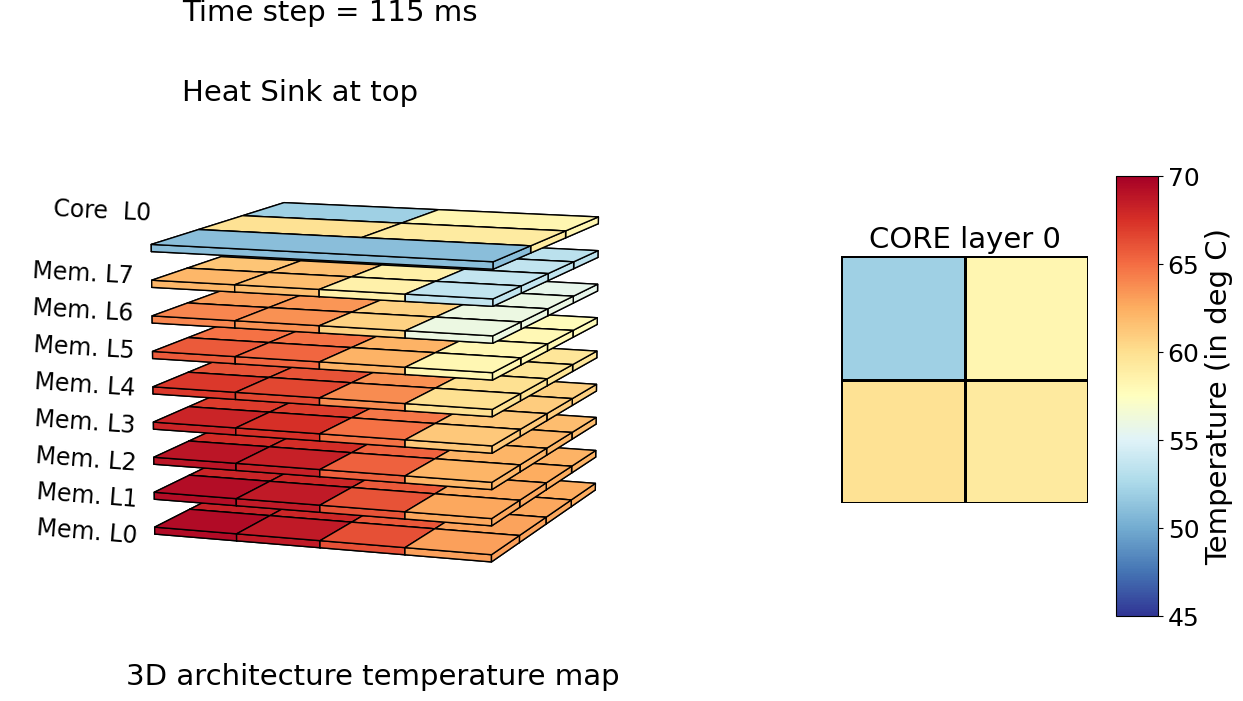 Time step = 115 ms
Heat Sink at top
Core L0
Mem. L7
Mem. L6
Mem. L5
Mem. L4
Mem. L3
Mem. L2
Mem. L1
Mem. L0
3D architecture temperature map
CORE layer 0
70
65
60
55
50
45
Temperature (in deg C)